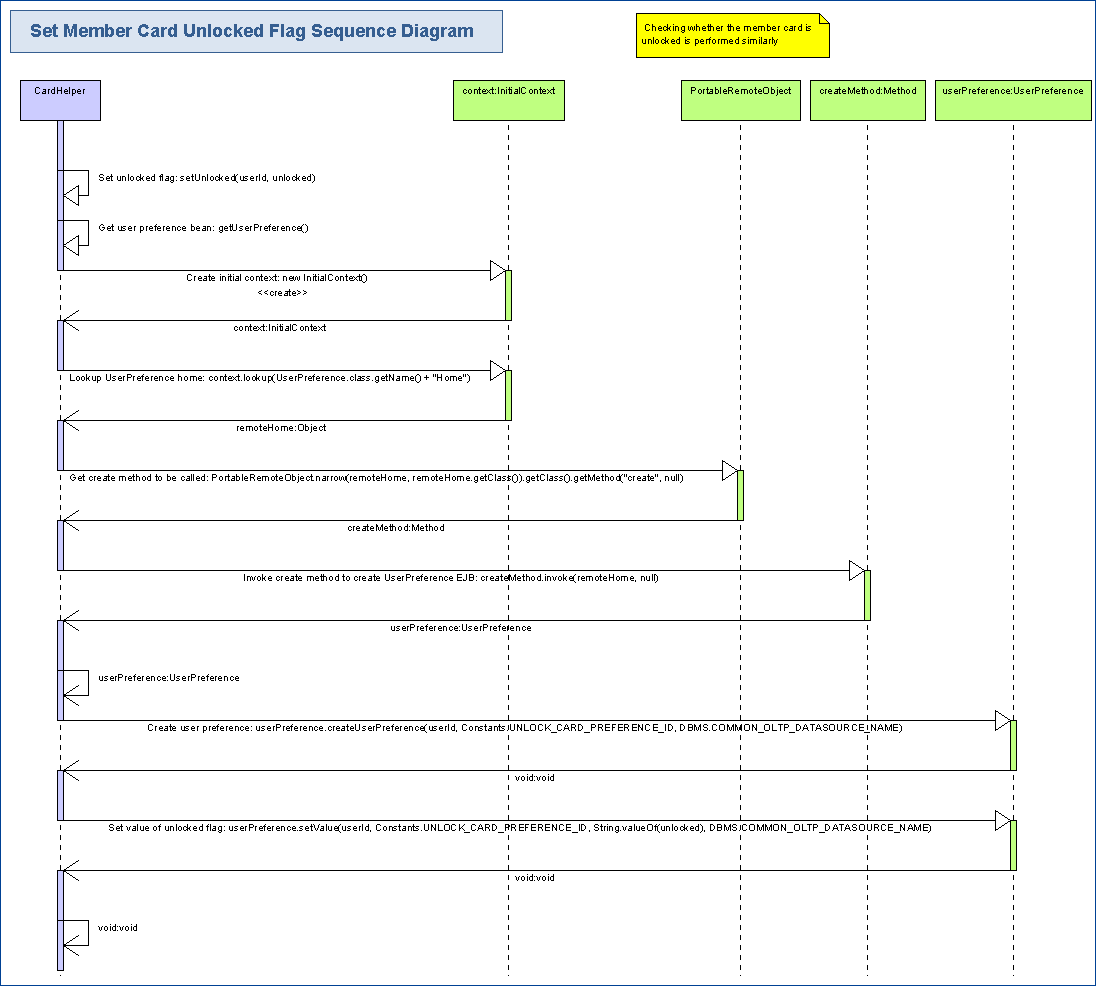 Set Member Card Unlocked Flag Sequence Diagram
Checking whether the member card is
unlocked is performed similarly
CardHelper
context:InitialContext
PortableRemoteObject
createMethod:Method
userPreference:UserPreference
Set unlocked flag: setUnlocked(userId, unlocked)
Get user preference bean: getUserPreference()
Create initial context: new InitialContext()
<<create>>
context:InitialContext
Lookup UserPreference home: context.lookup(UserPreference.class.getName() + "Home")
remoteHome:Object
Get create method to be called: PortableRemoteObject.narrow(remoteHome, remoteHome.getClass()).getClass().getMethod("create", null)
createMethod:Method
Invoke create method to create UserPreference EJB: createMethod.invoke(remoteHome, null)
userPreference:UserPreference
userPreference:UserPreference
Create user preference: userPreference.createUserPreference(userId, Constants.UNLOCK_CARD_PREFERENCE_ID, DBMS.COMMON_OLTP_DATASOURCE_NAME)
void:void
Set value of unlocked flag: userPreference.setValue(userId, Constants.UNLOCK_CARD_PREFERENCE_ID, String.valueOf(unlocked), DBMS.COMMON_OLTP_DATASOURCE_NAME)
void:void
void:void